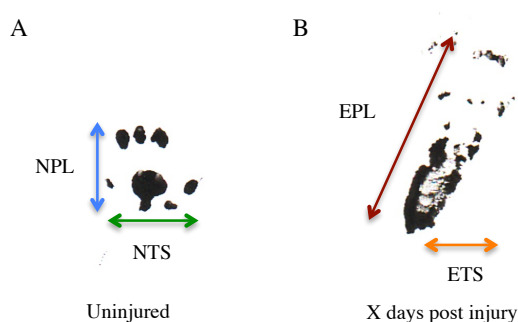 A
B
EPL
NPL
NTS
ETS
Uninjured
X days post injury